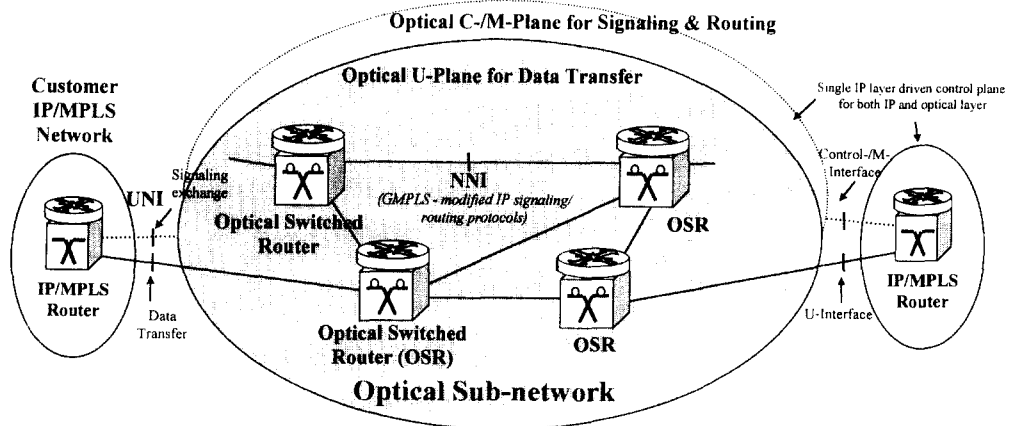 Optical C-/M-Plane for Signaling & Routing
Optical U-Plane for Data Transfer
Customer
IP/MPLS
Network
Single IP layer driven control plane
for both IP and optical layer
Signaling
exchange
UNI
NNI
(GMPLS - modified IP signaling/
routing protocols)
Control-/M-
Interface
Optical Switched
Router
OSR
IP/MPLS
Router
Data
Transfer
Optical Switched
Router (OSR)
OSR
U-Interface
IP/MPLS
Router
Optical Sub-network